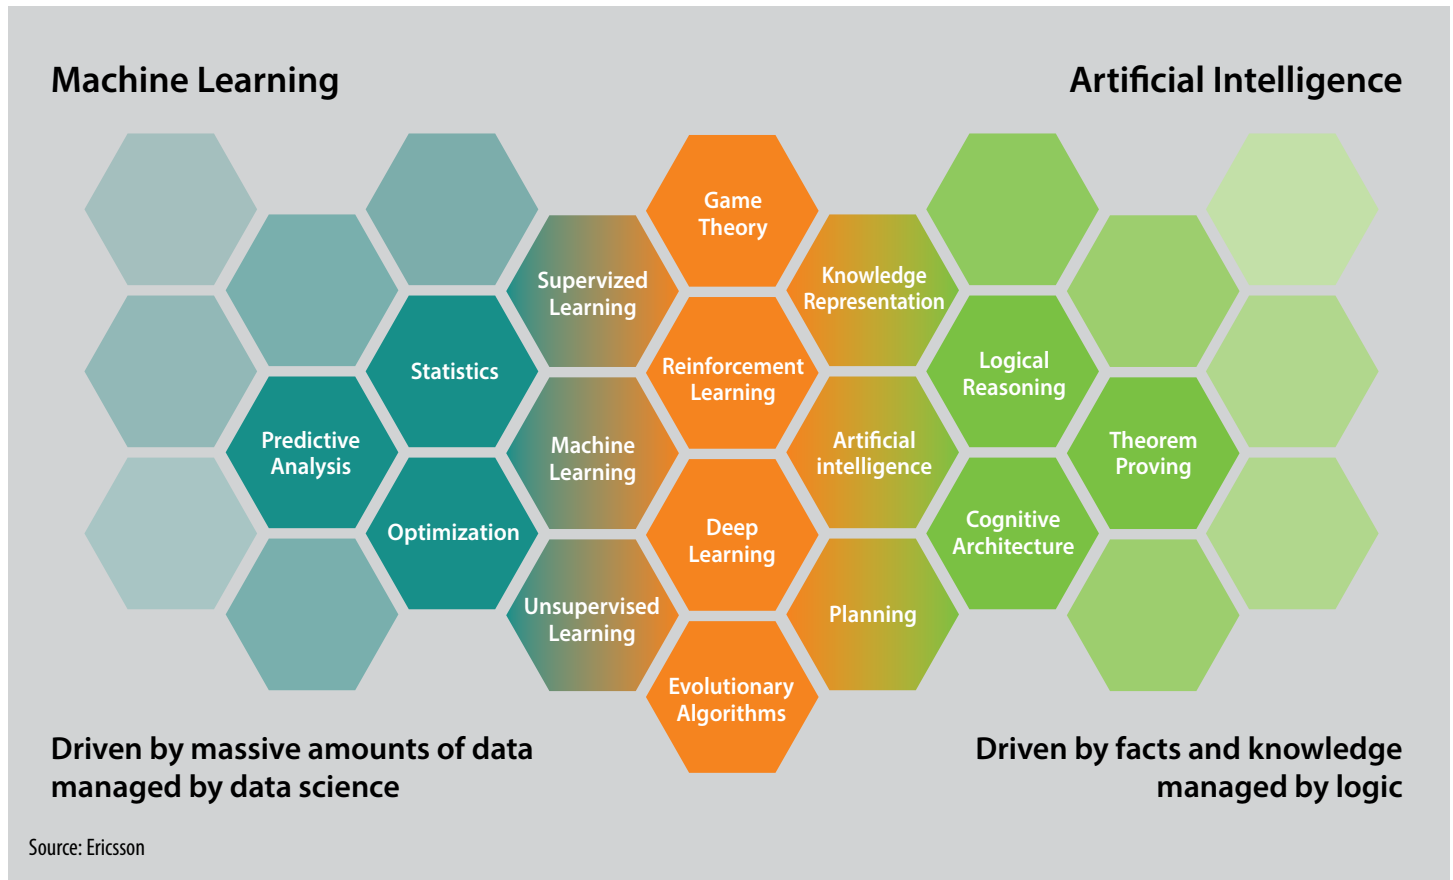 Machine Learning
Artificial Intelligence
Game
Theory
Supervized
Learning
Knowledge
Representation
Statistics
Reinforcement
Learning
Logical
Reasoning
Predictive
Analysis
Machine
Learning
Artificial
intelligence
Theorem
Proving
Optimization
Deep
Learning
Cognitive
Architecture
Unsupervised
Learning
Planning
Evolutionary
Algorithms
Driven by massive amounts of data
managed by data science
Driven by facts and knowledge
managed by logic
Source: Ericsson